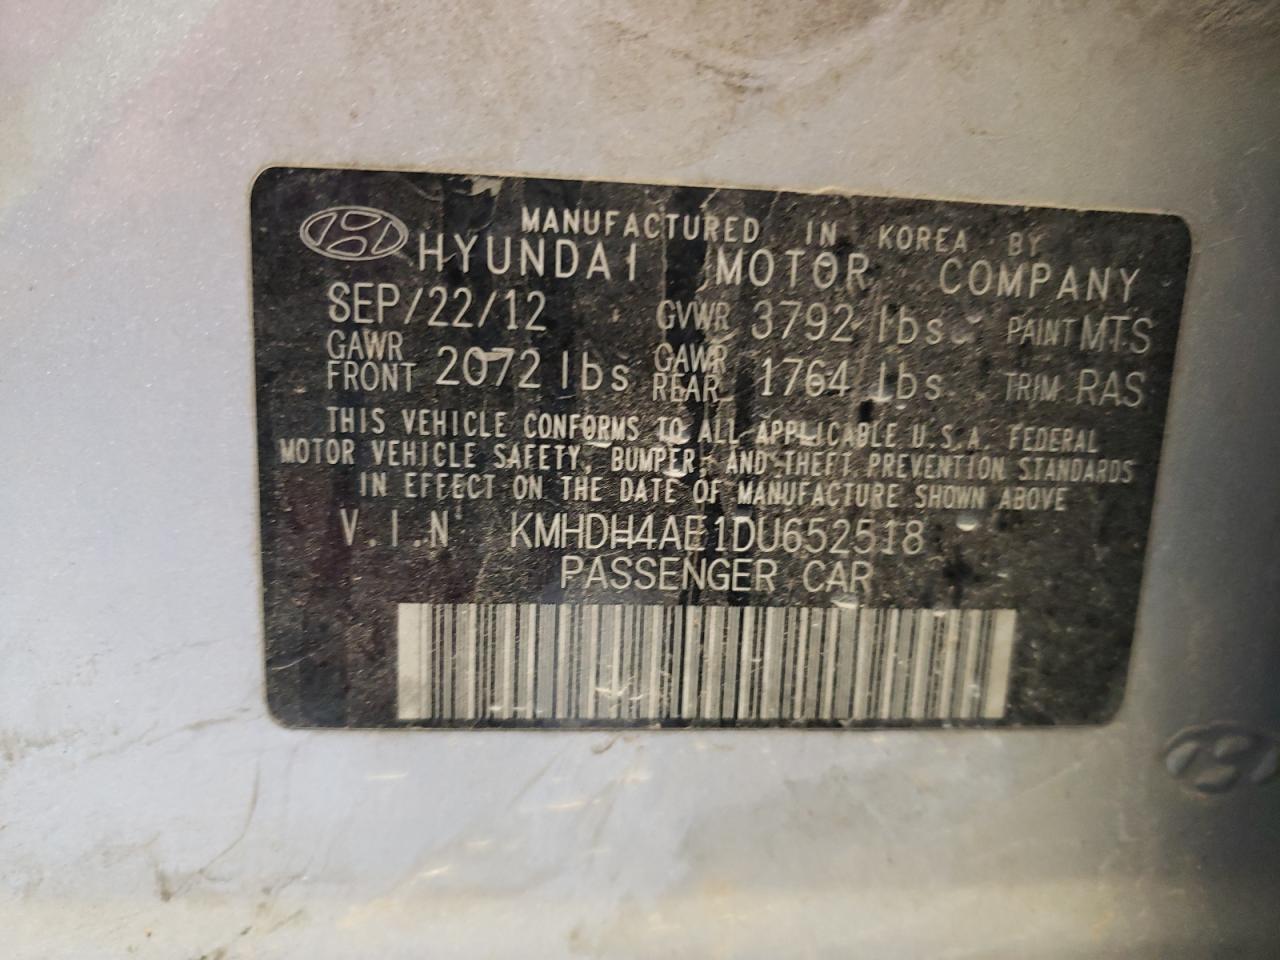 MANUFACTURED IN KOREA BY
HYUNDAI MOTOR COMPANY
SEP/22/12 GVWR 3792 lbs PAINT MTS
GAWR FRONT 2072 lbs GAWR REAR 1764 lbs TRIM RAS
THIS VEHICLE CONFORMS TO ALL APPLICABLE U.S.A. FEDERAL
MOTOR VEHICLE SAFETY, BUMPER, AND THEFT PREVENTION STANDARDS
IN EFFECT ON THE DATE OF MANUFACTURE SHOWN ABOVE
V.I.N KMHDH4AE1DU652518
PASSENGER CAR